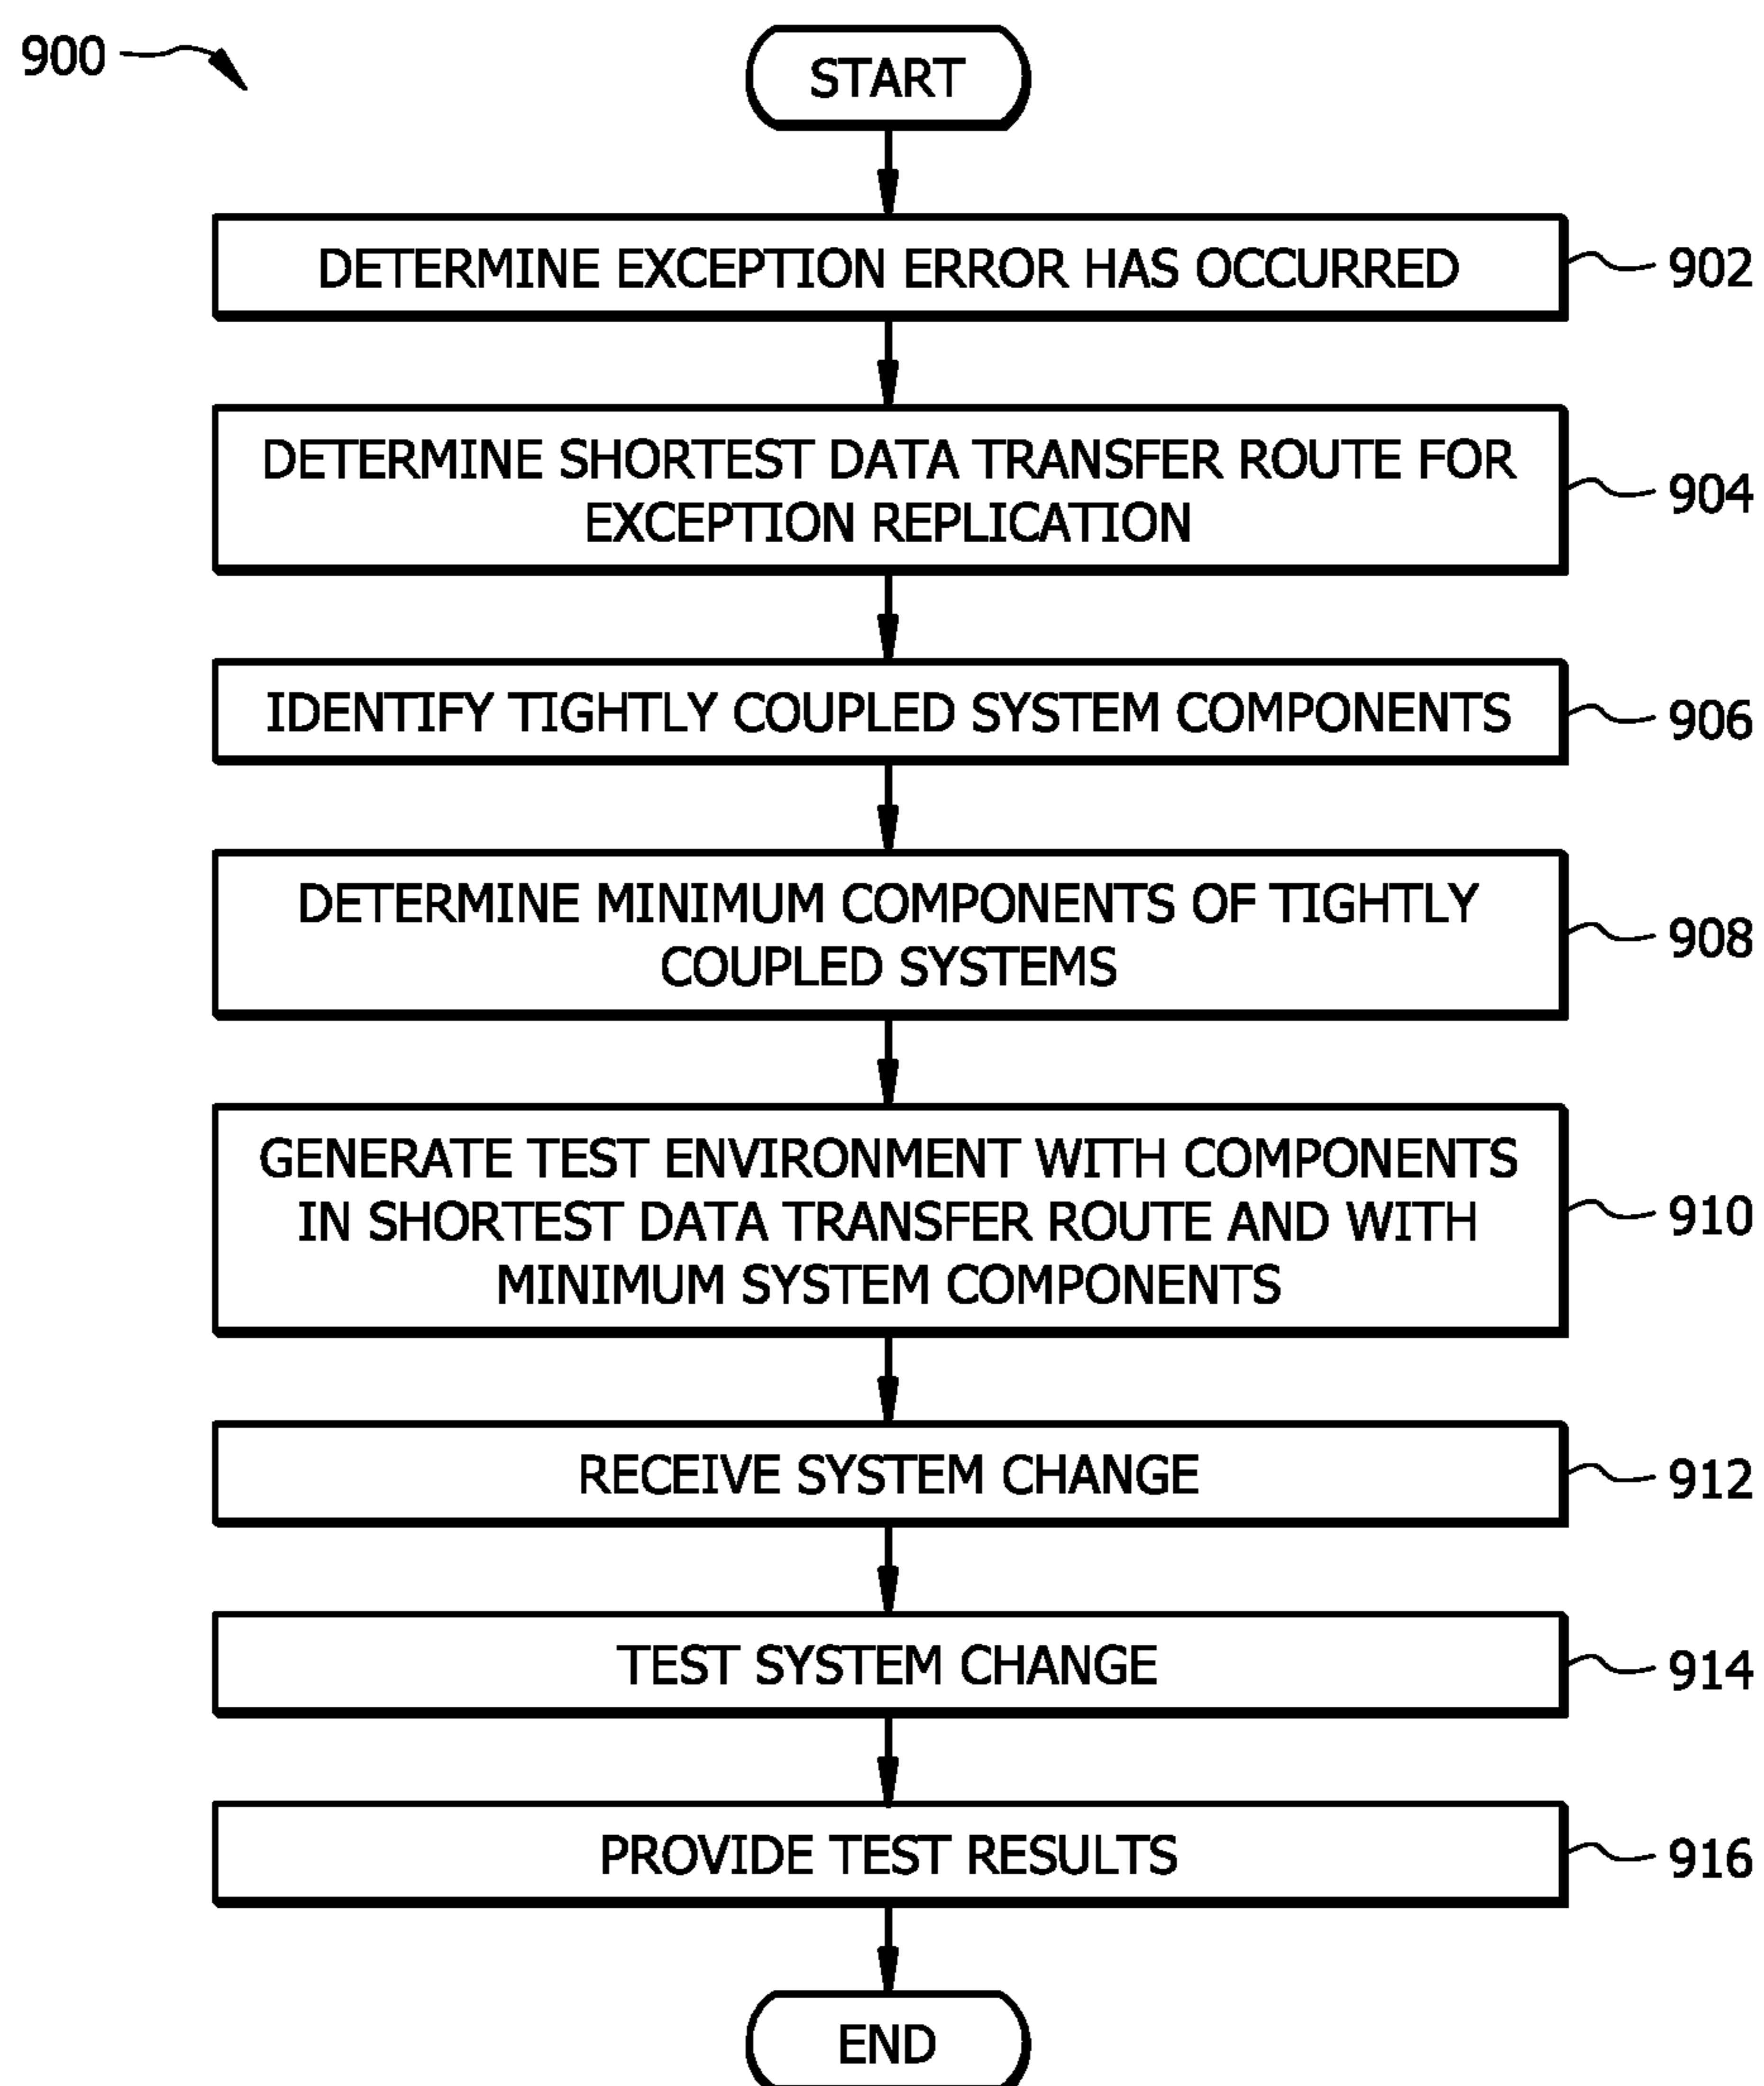 900
START
DETERMINE EXCEPTION ERROR HAS OCCURRED
902
DETERMINE SHORTEST DATA TRANSFER ROUTE FOR
EXCEPTION REPLICATION
904
IDENTIFY TIGHTLY COUPLED SYSTEM COMPONENTS
906
DETERMINE MINIMUM COMPONENTS OF TIGHTLY
COUPLED SYSTEMS
908
GENERATE TEST ENVIRONMENT WITH COMPONENTS
IN SHORTEST DATA TRANSFER ROUTE AND WITH
MINIMUM SYSTEM COMPONENTS
910
RECEIVE SYSTEM CHANGE
912
TEST SYSTEM CHANGE
914
PROVIDE TEST RESULTS
916
END